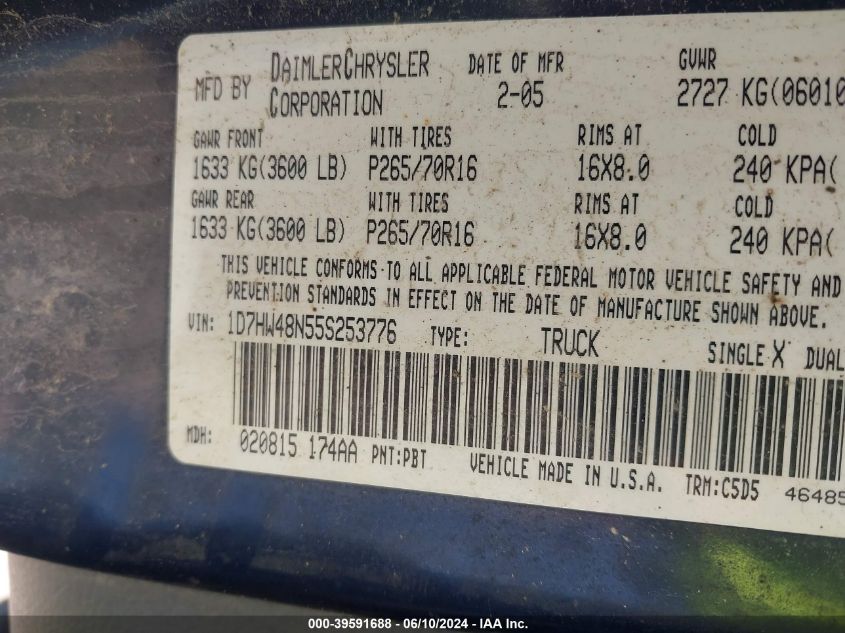 MFD BY DAIMLERCHRYSLER CORPORATION DATE OF MFR 2-05 GVWR 2727 KG(06010
GAWR FRONT WITH TIRES RIMS AT COLD
1633 KG(3600 LB) P265/70R16 16X8.0 240 KPA(
GAWR REAR WITH TIRES RIMS AT COLD
1633 KG(3600 LB) P265/70R16 16X8.0 240 KPA(
THIS VEHICLE CONFORMS TO ALL APPLICABLE FEDERAL MOTOR VEHICLE SAFETY AND
PREVENTION STANDARDS IN EFFECT ON THE DATE OF MANUFACTURE SHOWN ABOVE.
VIN: 1D7HW48N55S253776 TYPE: TRUCK SINGLE X DUAL
MDH: 020815 174AA PNT:PBT VEHICLE MADE IN U.S.A. TRM:C5D5 46485
000-39591688 - 06/10/2024 - IAA Inc.